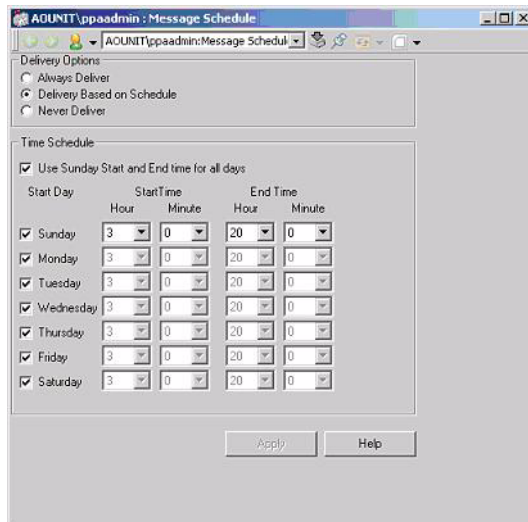 AOUNIT\ppaadmin : Message Schedule
AOUNIT\ppaadmin:Message Schedul
Delivery Options
Always Deliver
Delivery Based on Schedule
Never Deliver
Time Schedule
Use Sunday Start and End time for all days
Start Day StartTime End Time
Hour Minute Hour Minute
Sunday 3 0 20 0
Monday 3 0 20 0
Tuesday 3 0 20 0
Wednesday 3 0 20 0
Thursday 3 0 20 0
Friday 3 0 20 0
Saturday 3 0 20 0
Apply Help